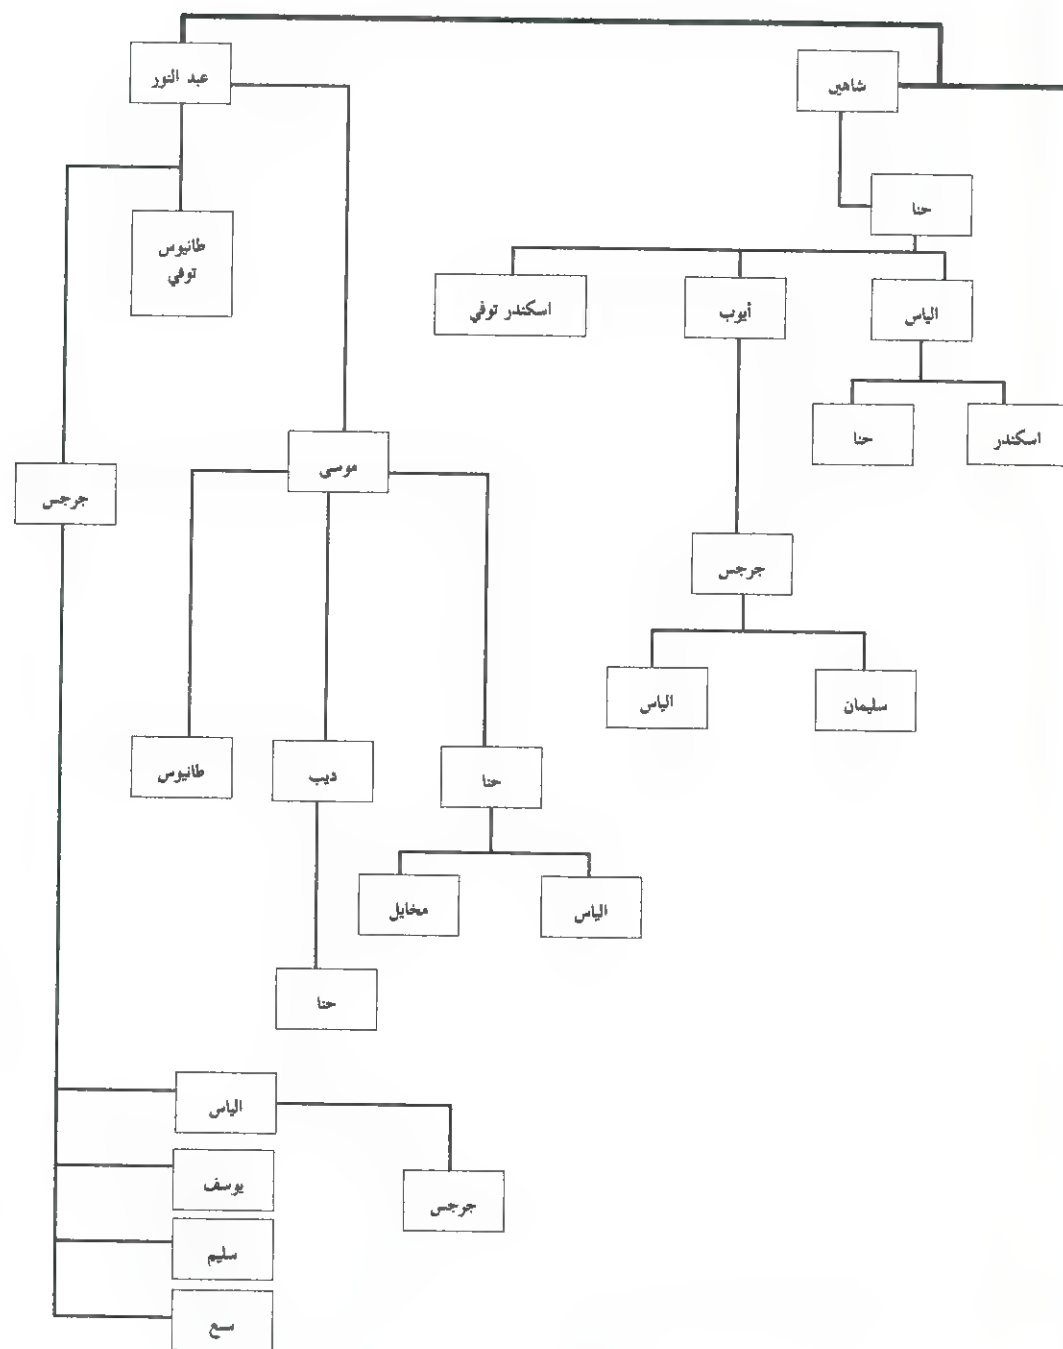 شاهين
عبد النور
حنا
طانيوس
توفي
الياس
أيوب
اسكندر توفي
اسكندر
حنا
موسى
جرجس
جرجس
سليمان
الياس
حنا
ديب
طانيوس
الياس
مخايل
حنا
الياس
جرجس
يوسف
سليم